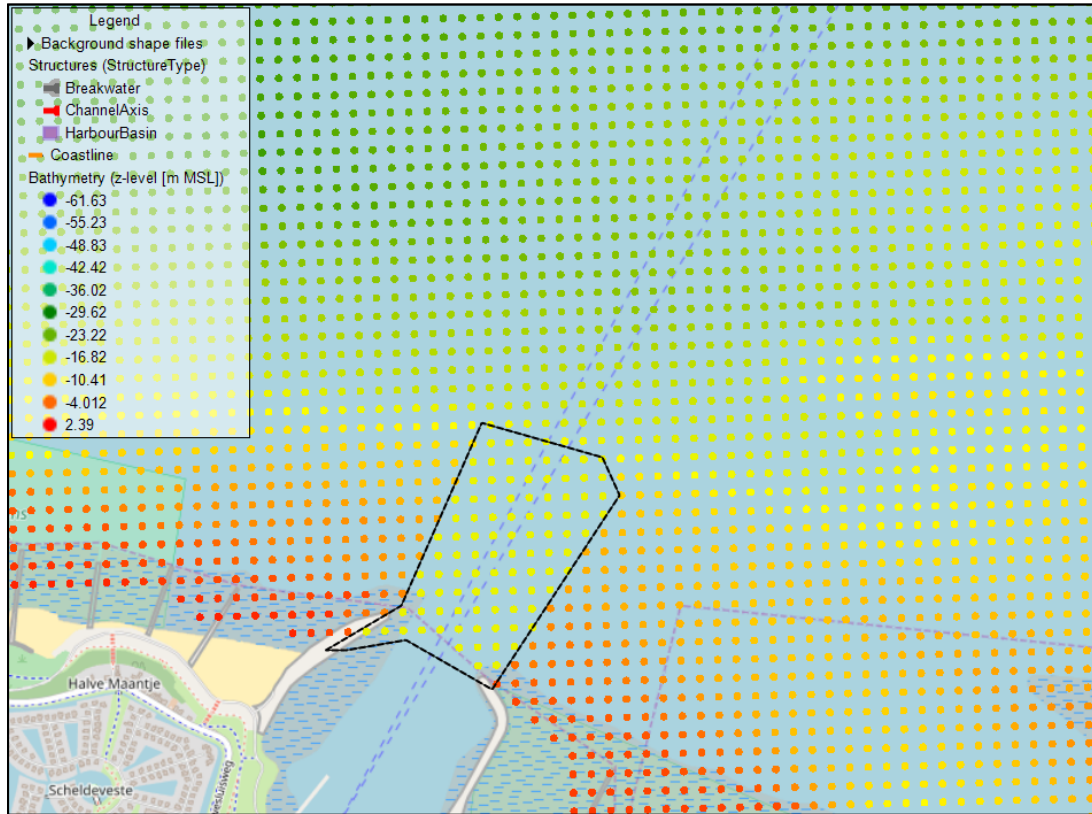 Legend
Background shape files
Structures (StructureType)
Breakwater
ChannelAxis
HarbourBasin
Coastline
Bathymetry (z-level [m MSL])
-61.63
-55.23
-48.83
-42.42
-36.02
-29.62
-23.22
-16.82
-10.41
-4.012
2.39
Halve Maantje
Scheldeveste